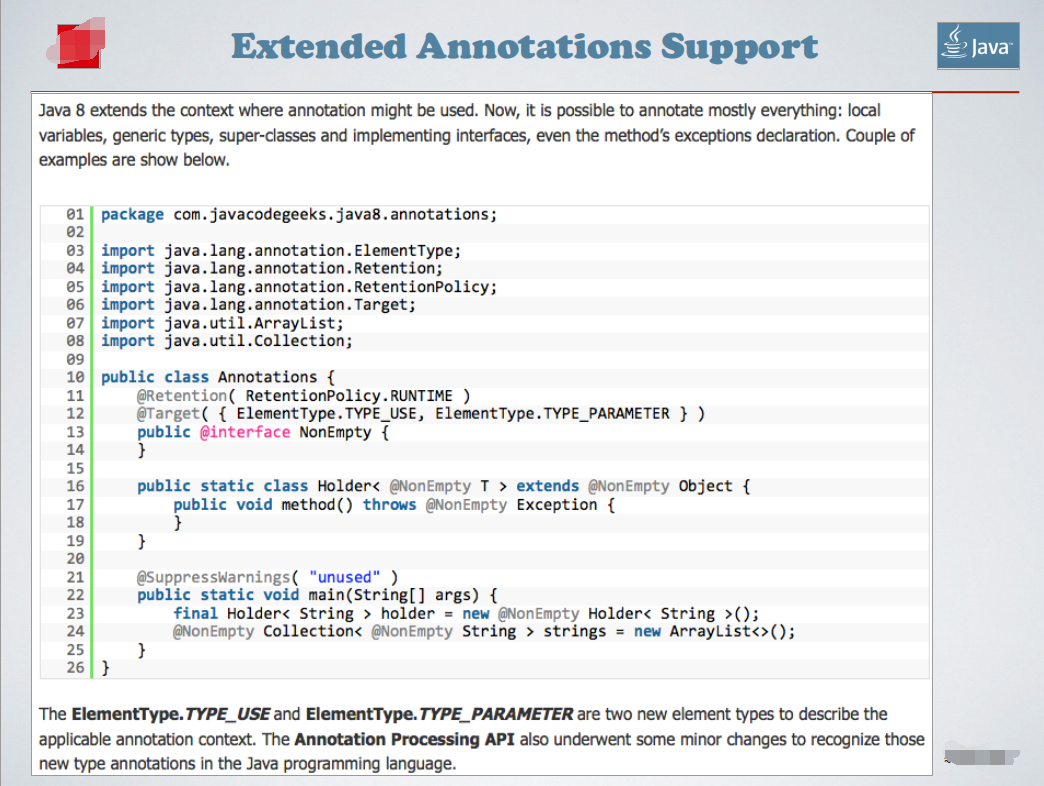 Extended Annotations Support
Java™
Java 8 extends the context where annotation might be used. Now, it is possible to annotate mostly everything: local
variables, generic types, super-classes and implementing interfaces, even the method's exceptions declaration. Couple of
examples are show below.
01 package com.javacodegeeks.java8.annotations;
02
03 import java.lang.annotation.ElementType;
04 import java.lang.annotation.Retention;
05 import java.lang.annotation.RetentionPolicy;
06 import java.lang.annotation.Target;
07 import java.util.ArrayList;
08 import java.util.Collection;
09
10 public class Annotations {
11     @Retention( RetentionPolicy.RUNTIME )
12     @Target( { ElementType.TYPE_USE, ElementType.TYPE_PARAMETER } )
13     public @interface NonEmpty {
14     }
15
16     public static class Holder< @NonEmpty T > extends @NonEmpty Object {
17         public void method() throws @NonEmpty Exception {
18         }
19     }
20
21     @SuppressWarnings( "unused" )
22     public static void main(String[] args) {
23         final Holder< String > holder = new @NonEmpty Holder< String >();
24         @NonEmpty Collection< @NonEmpty String > strings = new ArrayList<>();
25     }
26 }
The ElementType.TYPE_USE and ElementType.TYPE_PARAMETER are two new element types to describe the
applicable annotation context. The Annotation Processing API also underwent some minor changes to recognize those
new type annotations in the Java programming language.